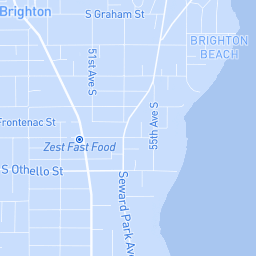 S Graham St
Brighton
51st Ave S
BRIGHTON
BEACH
55th Ave S
Frontenac St
Zest Fast Food
S Othello St
Seward Park Ave